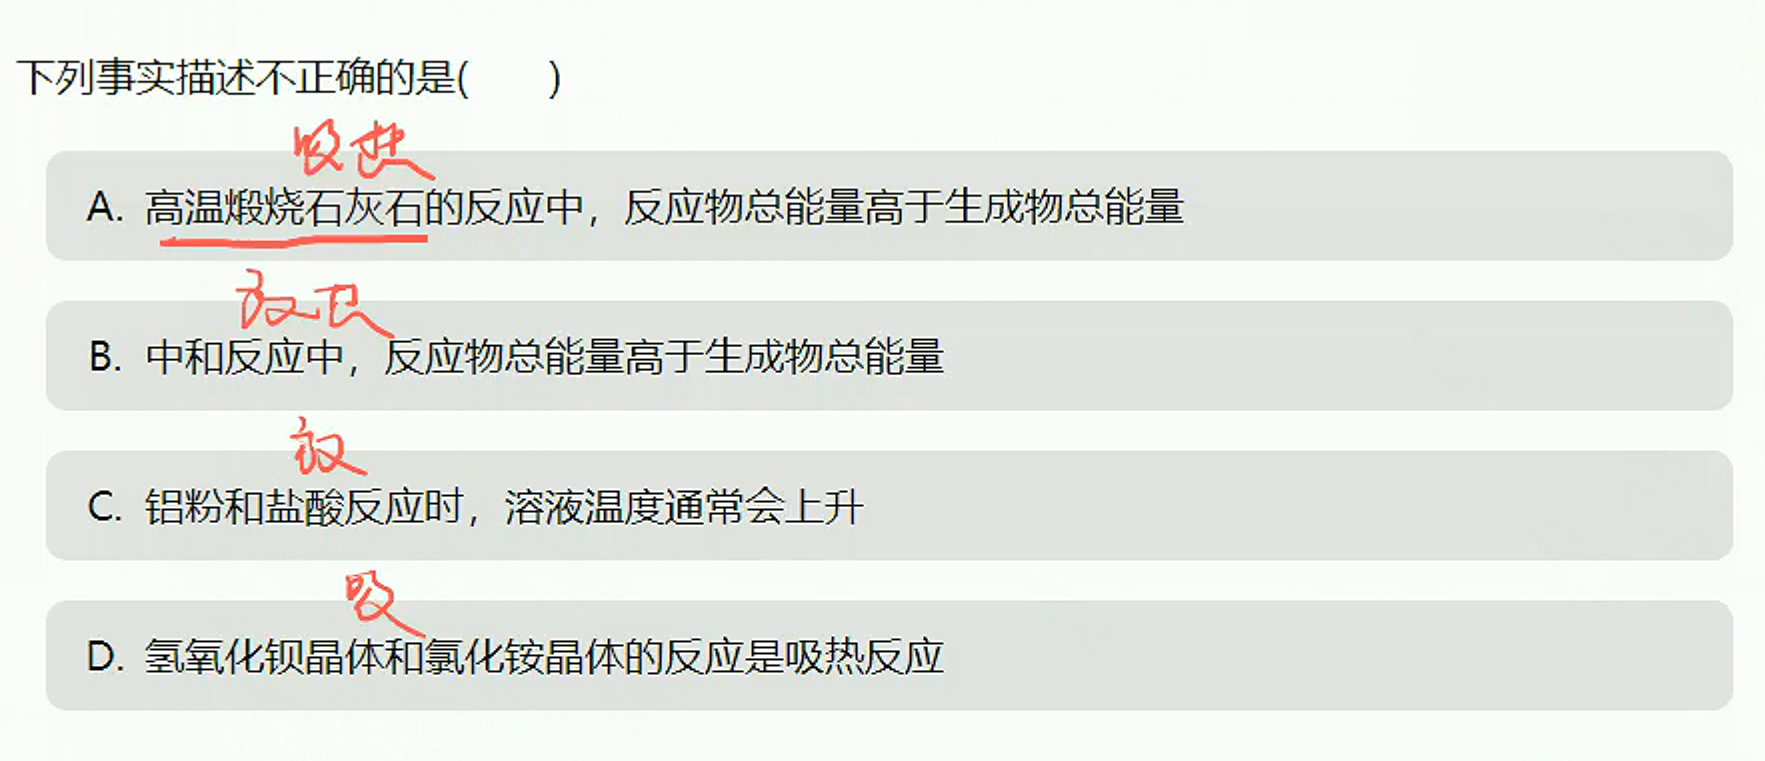 下列事实描述不正确的是(　　)
吸热
A. 高温煅烧石灰石的反应中，反应物总能量高于生成物总能量
B. 中和反应中，反应物总能量高于生成物总能量
放
C. 铝粉和盐酸反应时，溶液温度通常会上升
吸
D. 氢氧化钡晶体和氯化铵晶体的反应是吸热反应